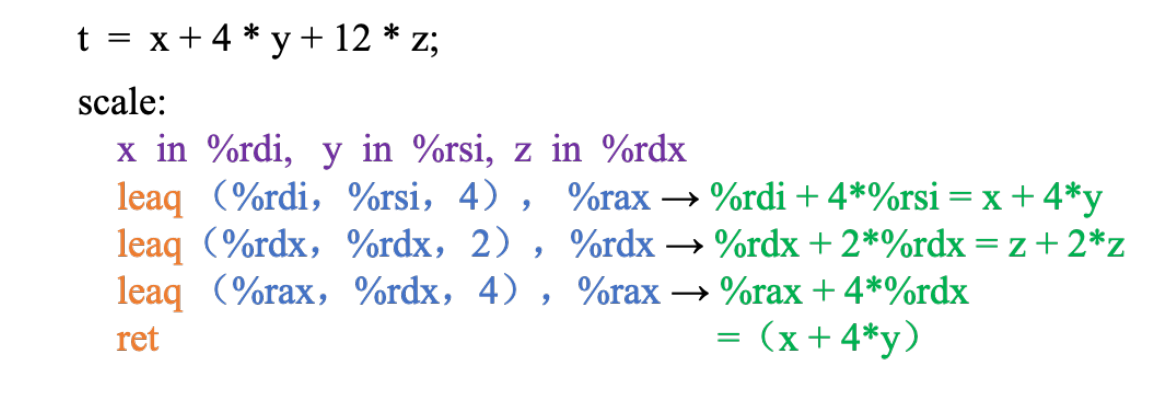 t = x + 4 * y + 12 * z;
scale:
x in %rdi, y in %rsi, z in %rdx
leaq （%rdi，%rsi，4），%rax → %rdi + 4*%rsi = x + 4*y
leaq（%rdx，%rdx，2），%rdx → %rdx + 2*%rdx = z + 2*z
leaq （%rax，%rdx，4），%rax → %rax + 4*%rdx
ret = （x + 4*y）